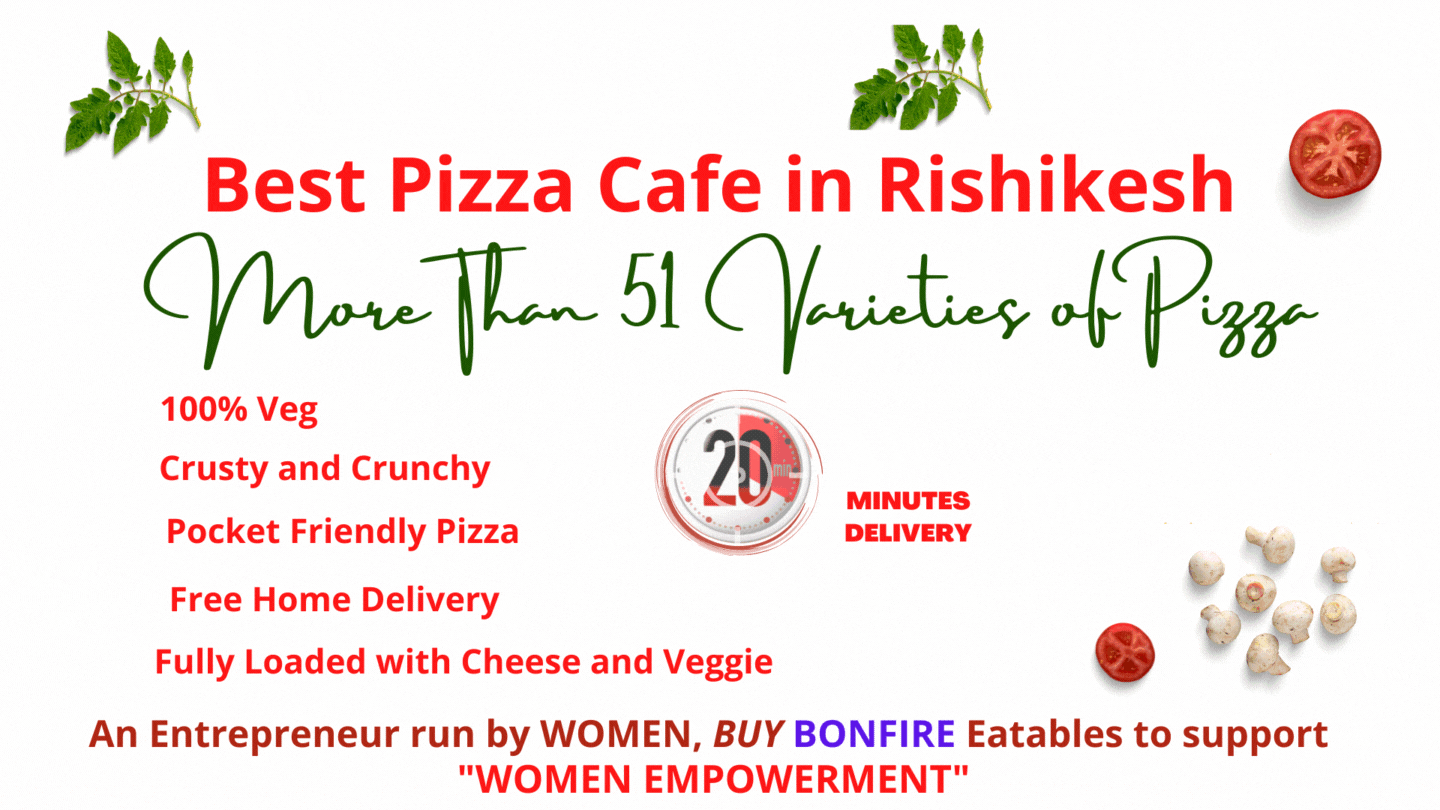 Best Pizza Cafe in Rishikesh
More Than 51 Varieties of Pizza
100% Veg
Crusty and Crunchy
Pocket Friendly Pizza
Free Home Delivery
Fully Loaded with Cheese and Veggie
20 min
MINUTES
DELIVERY
An Entrepreneur run by WOMEN, BUY BONFIRE Eatables to support
"WOMEN EMPOWERMENT"